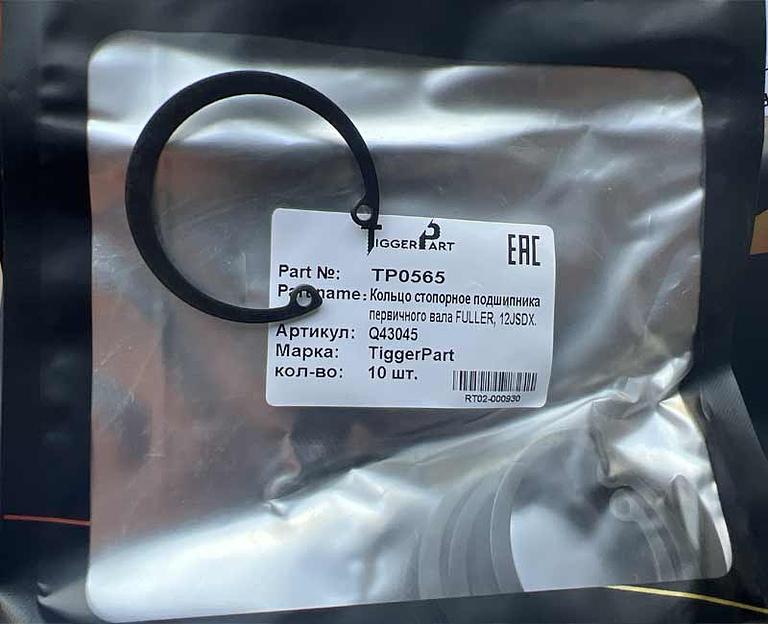 TIGGERPART
EAC
Part №: TP0565
Part name: Кольцо стопорное подшипника
первичного вала FULLER, 12JSDX.
Артикул: Q43045
Марка: TiggerPart
кол-во: 10 шт.
RT02-000930